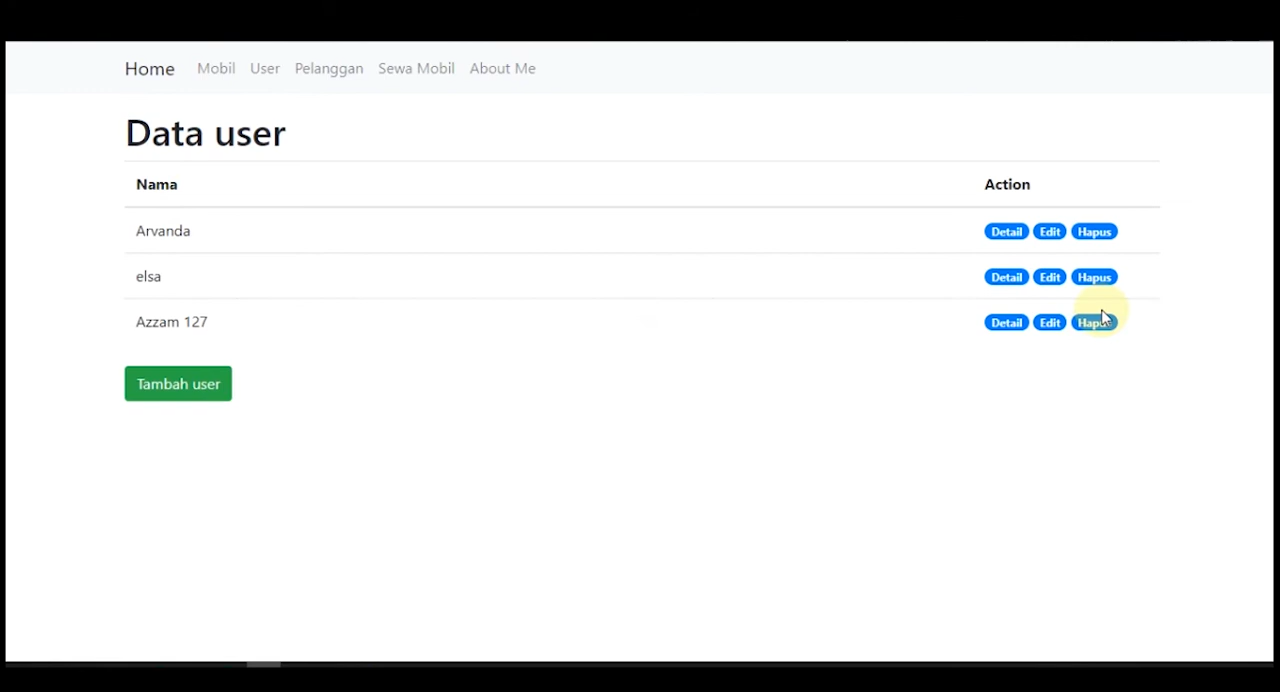 Home Mobil User Pelanggan Sewa Mobil About Me
Data user
Nama Action
Arvanda Detail Edit Hapus
elsa Detail Edit Hapus
Azzam 127 Detail Edit Hapus
Tambah user